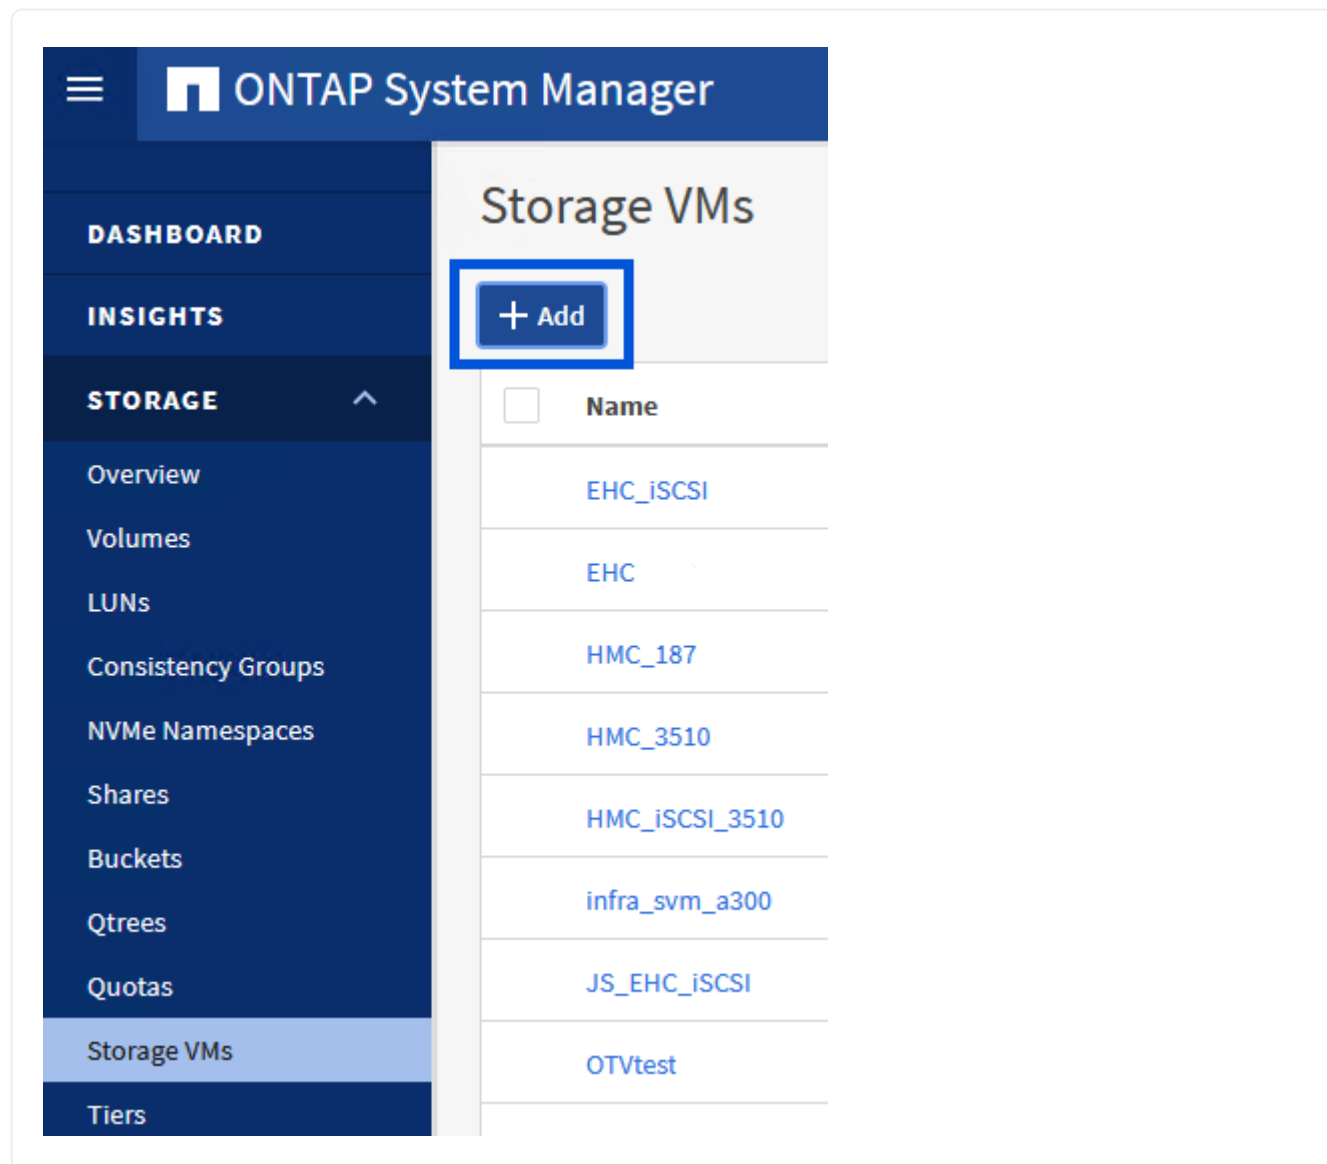 ONTAP System Manager
DASHBOARD
INSIGHTS
STORAGE
Overview
Volumes
LUNs
Consistency Groups
NVMe Namespaces
Shares
Buckets
Qtrees
Quotas
Storage VMs
Tiers
Storage VMs
+ Add
Name
EHC_iSCSI
EHC
HMC_187
HMC_3510
HMC_iSCSI_3510
infra_svm_a300
JS_EHC_iSCSI
OTVtest